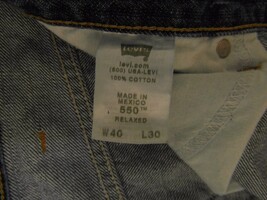 Levi's
levi.com
(800) USA-LEVI
100% COTTON
MADE IN
MEXICO
550™
RELAXED
W40 L30